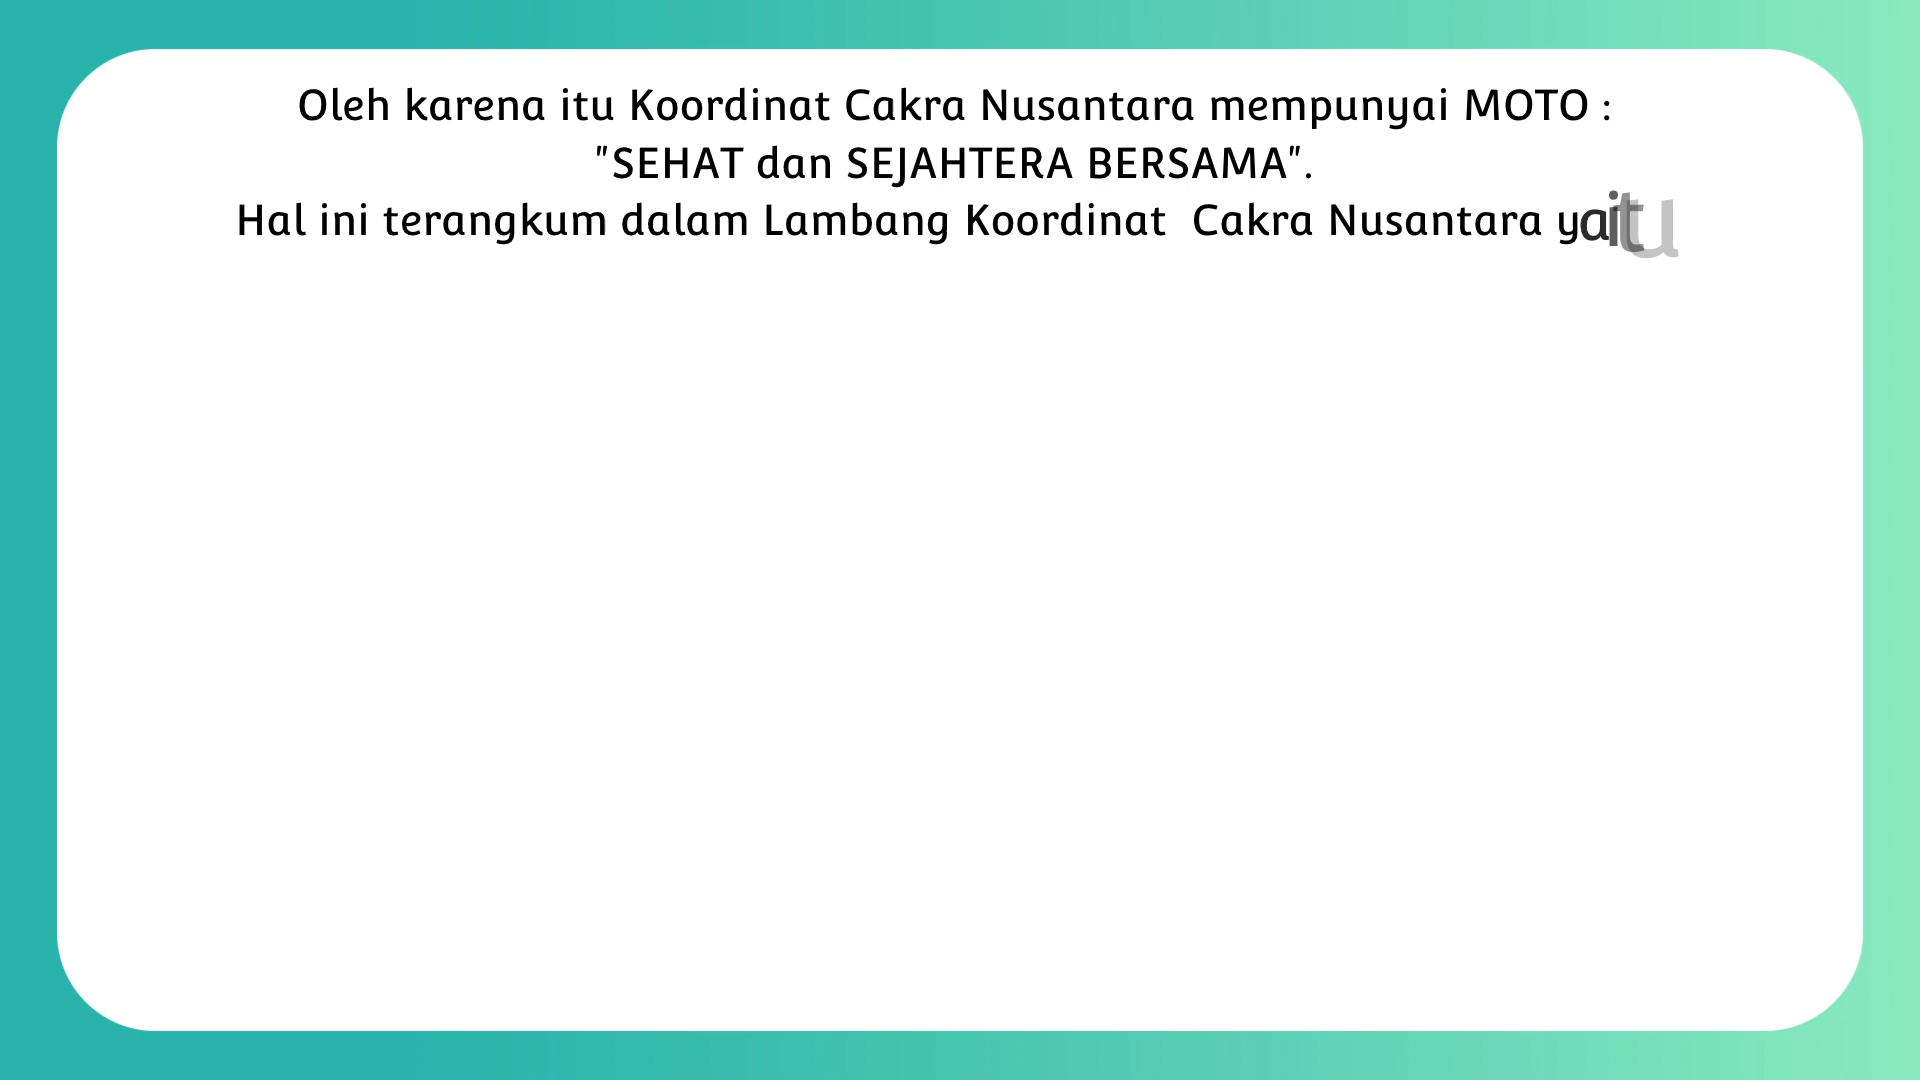 Oleh karena itu Koordinat Cakra Nusantara mempunyai MOTO :
"SEHAT dan SEJAHTERA BERSAMA".
Hal ini terangkum dalam Lambang Koordinat  Cakra Nusantara yaitu